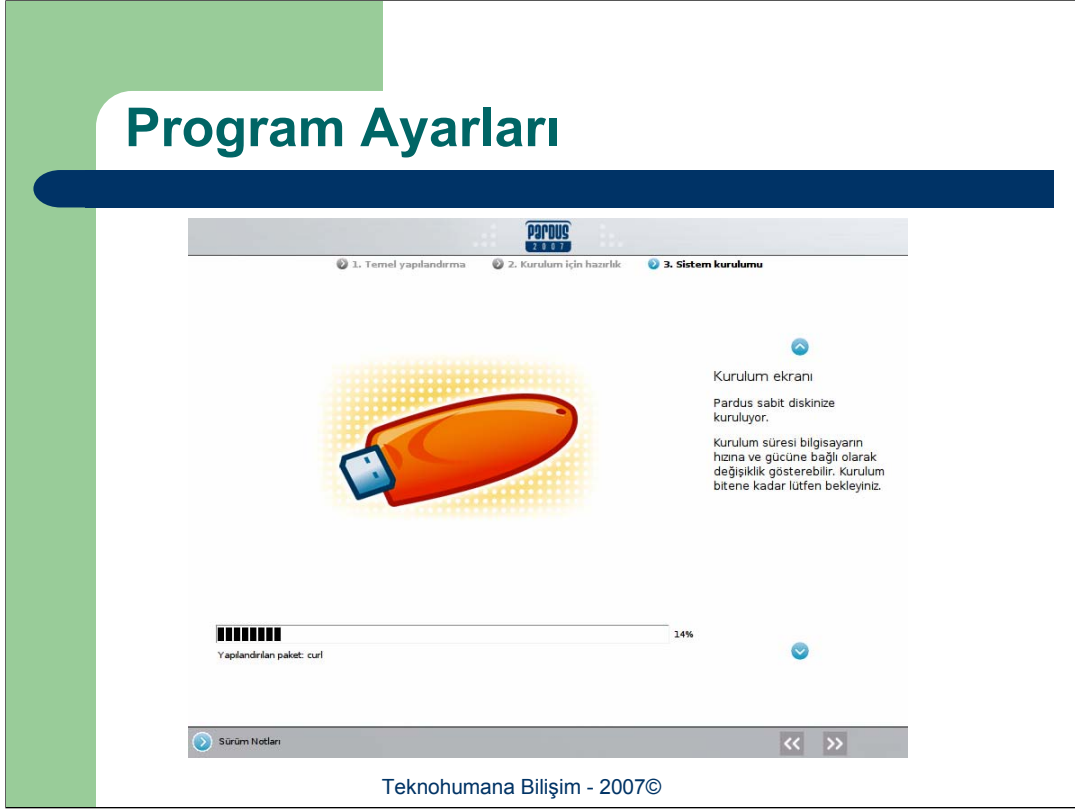 Program Ayarları
PARDUS
2007
1. Temel yapılandırma 2. Kurulum için hazırlık 3. Sistem kurulumu
Kurulum ekranı
Pardus sabit diskinize
kuruluyor.
Kurulum süresi bilgisayarın
hızına ve gücüne bağlı olarak
değişiklik gösterebilir. Kurulum
bitene kadar lütfen bekleyiniz.
14%
Yapılandırılan paket: curl
Sürüm Notları
Teknohumana Bilişim - 2007©